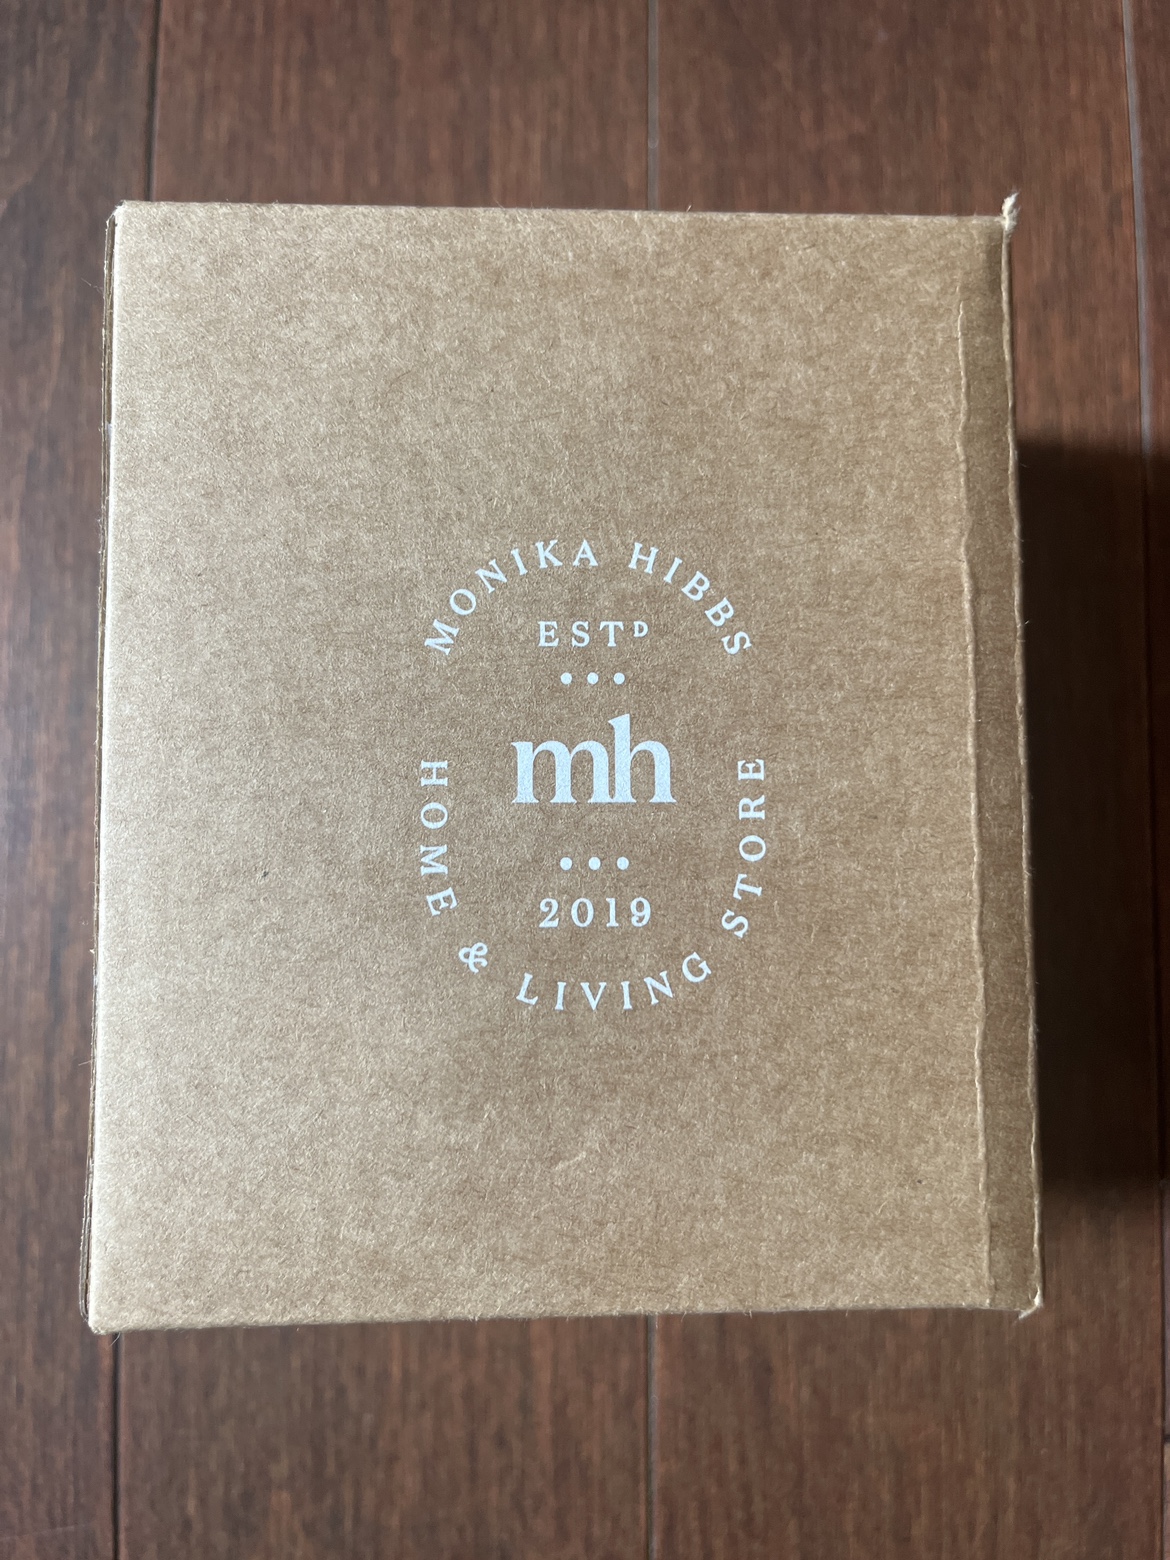 MONIKA HIBBS
ESTD
mh
2019
HOME & LIVING STORE